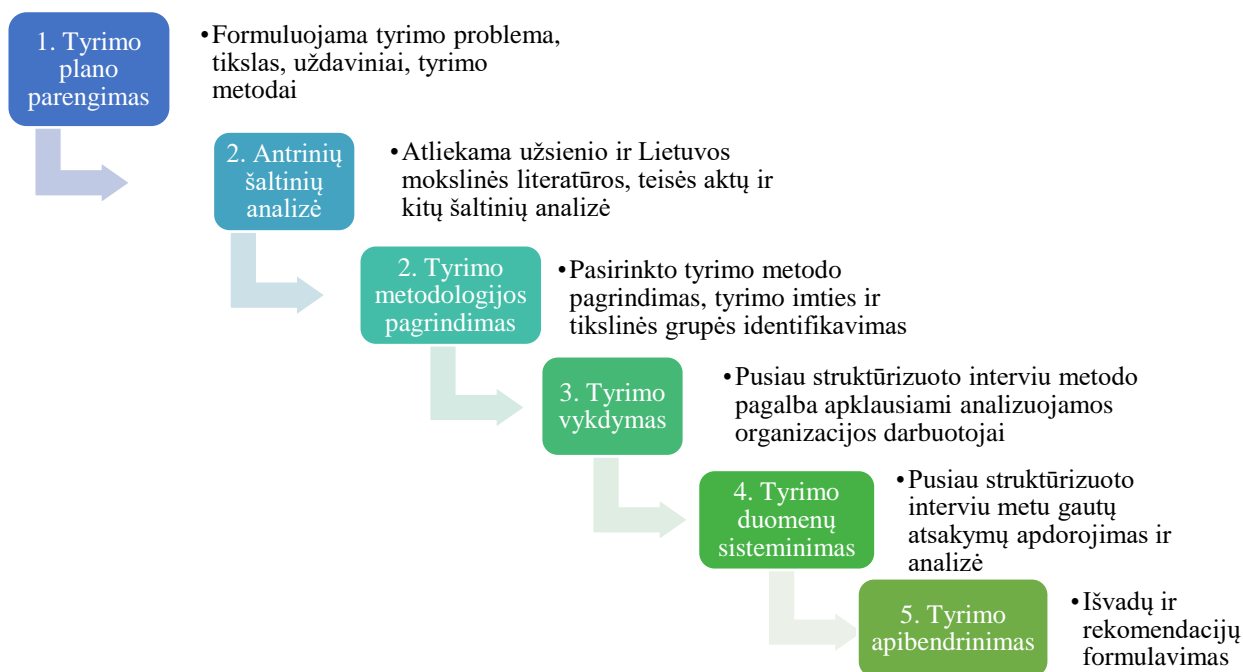 1. Tyrimo
plano
parengimas
•Formuluojama tyrimo problema,
tikslas, uždaviniai, tyrimo
metodai
2. Antrinių
šaltinių
analizė
•Atliekama užsienio ir Lietuvos
mokslinės literatūros, teisės aktų ir
kitų šaltinių analizė
2. Tyrimo
metodologijos
pagrindimas
•Pasirinkto tyrimo metodo
pagrindimas, tyrimo imties ir
tikslinės grupės identifikavimas
3. Tyrimo
vykdymas
•Pusiau struktūrizuoto interviu metodo
pagalba apklausiami analizuojamos
organizacijos darbuotojai
4. Tyrimo
duomenų
sisteminimas
•Pusiau struktūrizuoto
interviu metu gautų
atsakymų apdorojimas ir
analizė
5. Tyrimo
apibendrinimas
•Išvadų ir
rekomendacijų
formulavimas